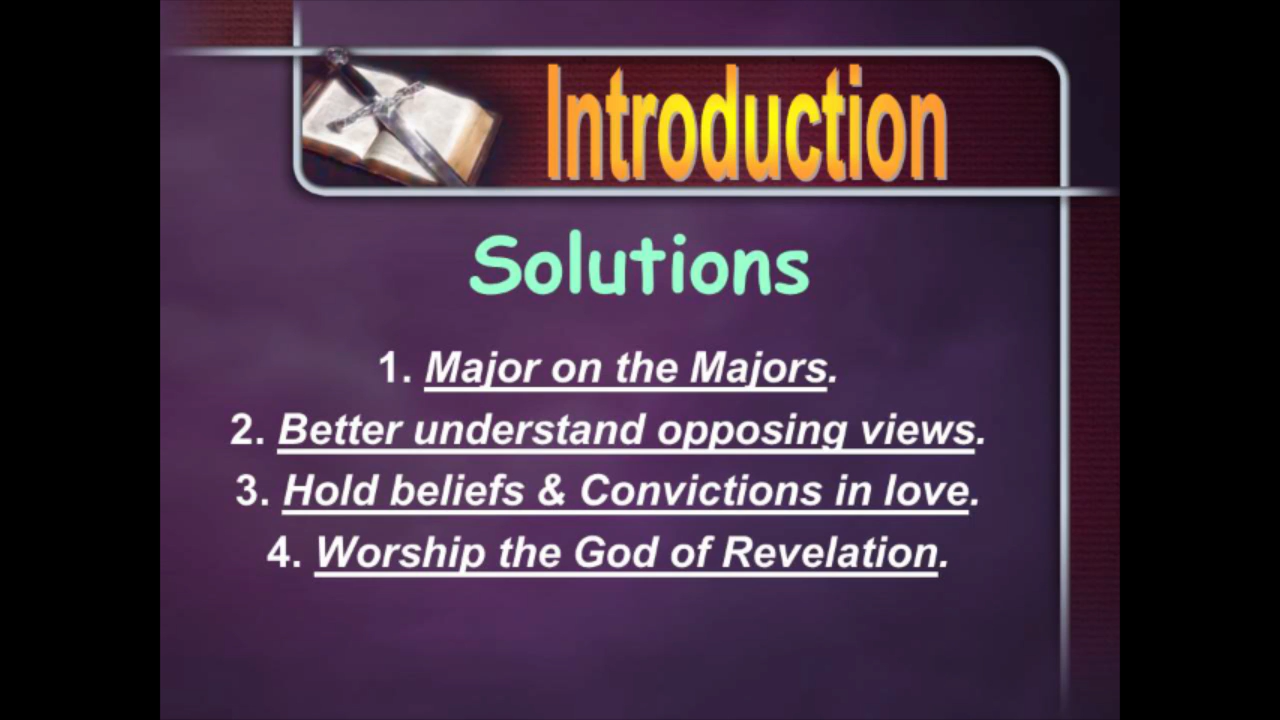 Introduction
Solutions
1. Major on the Majors.
2. Better understand opposing views.
3. Hold beliefs & Convictions in love.
4. Worship the God of Revelation.